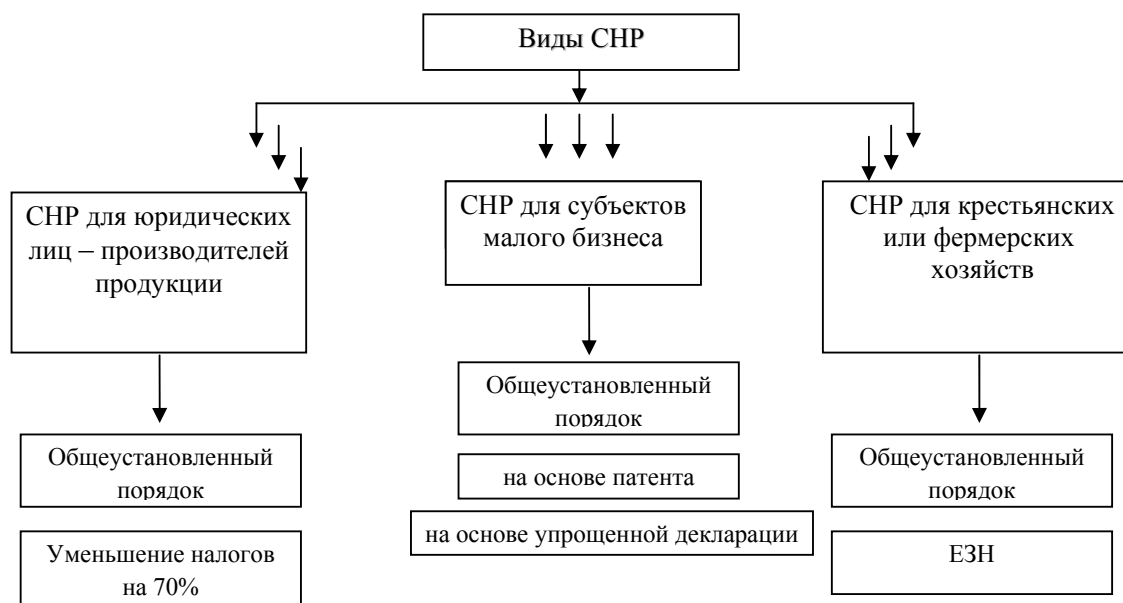 Виды СНР
СНР для юридических
лиц – производителей
продукции
СНР для субъектов
малого бизнеса
СНР для крестьянских
или фермерских
хозяйств
Общеустановленный
порядок
на основе патента
на основе упрощенной декларации
Общеустановленный
порядок
Уменьшение налогов
на 70%
Общеустановленный
порядок
ЕЗН